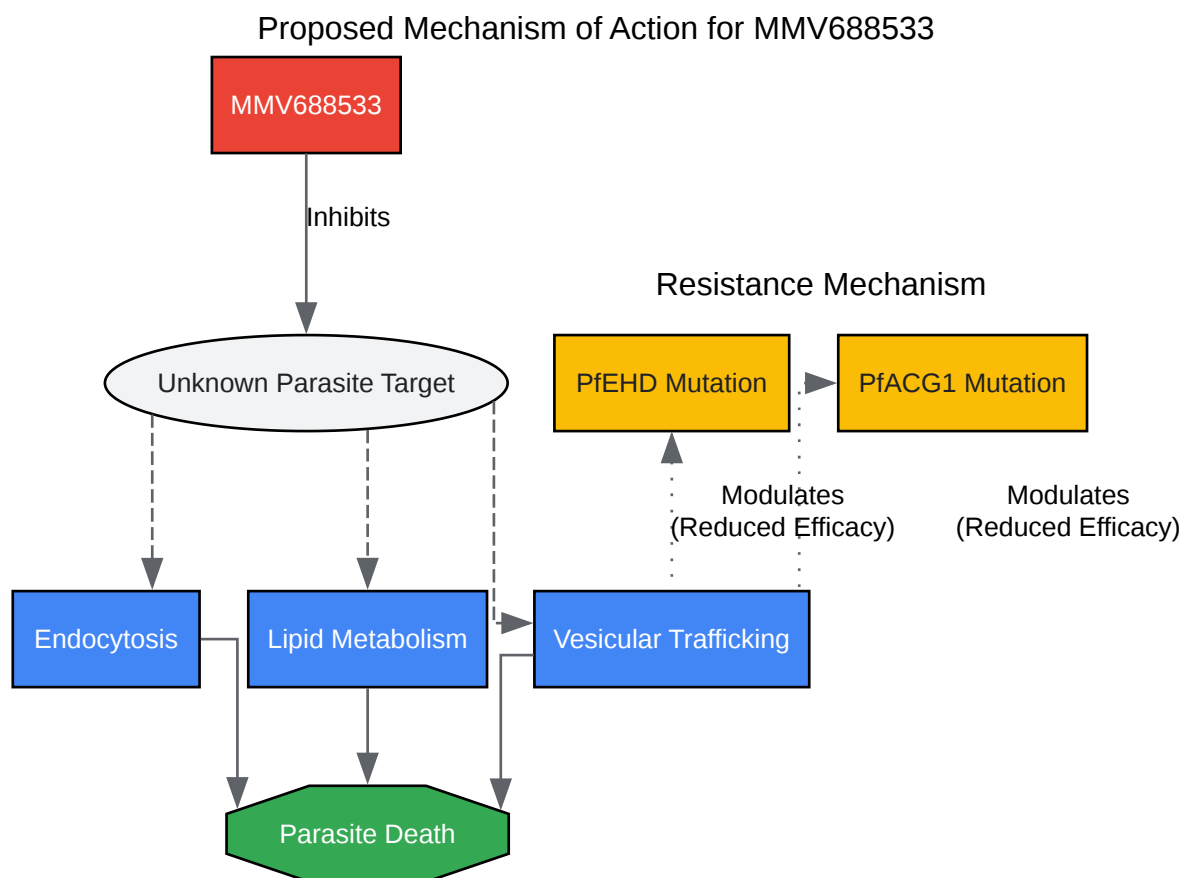 Proposed Mechanism of Action for MMV688533
MMV688533
Inhibits
Resistance Mechanism
Unknown Parasite Target
PfEHD Mutation
PfACG1 Mutation
Modulates
(Reduced Efficacy)
Modulates
(Reduced Efficacy)
Endocytosis
Lipid Metabolism
Vesicular Trafficking
Parasite Death